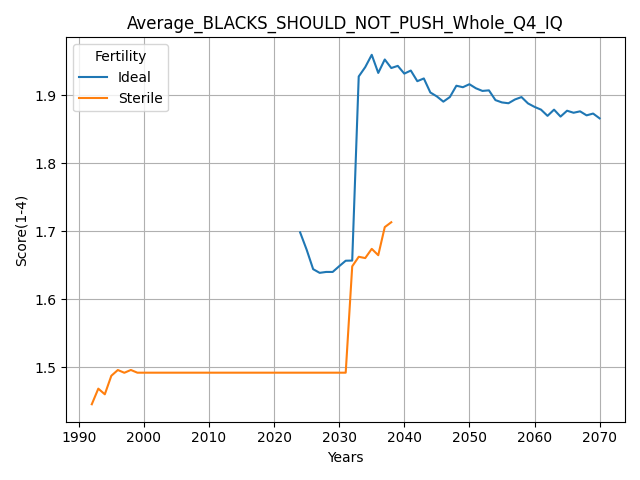 Average_BLACKS_SHOULD_NOT_PUSH_Whole_Q4_IQ
Fertility
Ideal
Sterile
Score(1-4)
1.9
1.8
1.7
1.6
1.5
1990 2000 2010 2020 2030 2040 2050 2060 2070
Years